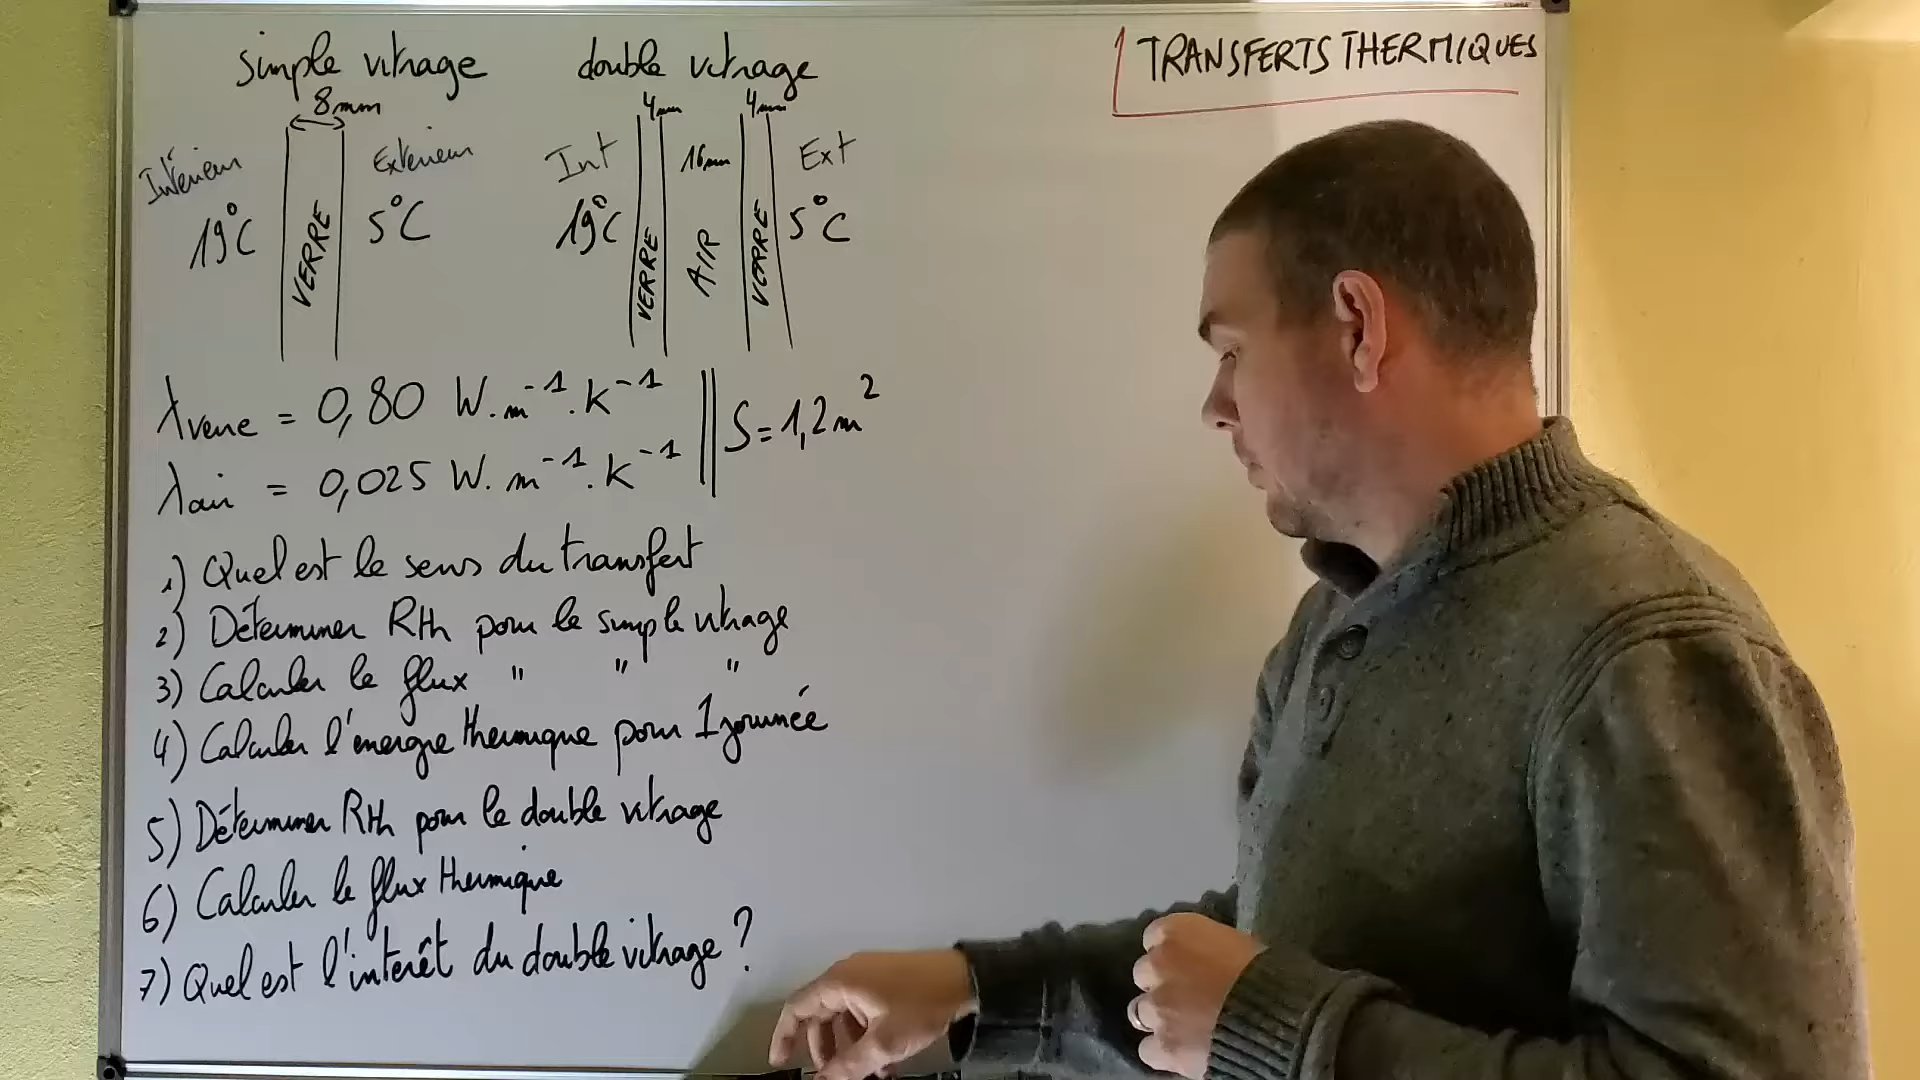 simple vitrage
8mm
Intérieur
Extérieur
19°C
VERRE
5°C
double vitrage
4mm
4mm
Int
16mm
Ext
19°C
VERRE
AIR
VERRE
5°C
TRANSFERTS THERMIQUES
λverre = 0,80 W.m⁻¹.K⁻¹
λair = 0,025 W.m⁻¹.K⁻¹
S=1,2m²
1) Quel est le sens du transfert
2) Déterminer Rth pour le simple vitrage
3) Calculer le flux " " "
4) Calculer l'énergie thermique pour 1 journée
5) Déterminer Rth pour le double vitrage
6) Calculer le flux thermique
7) Quel est l'interêt du double vitrage ?